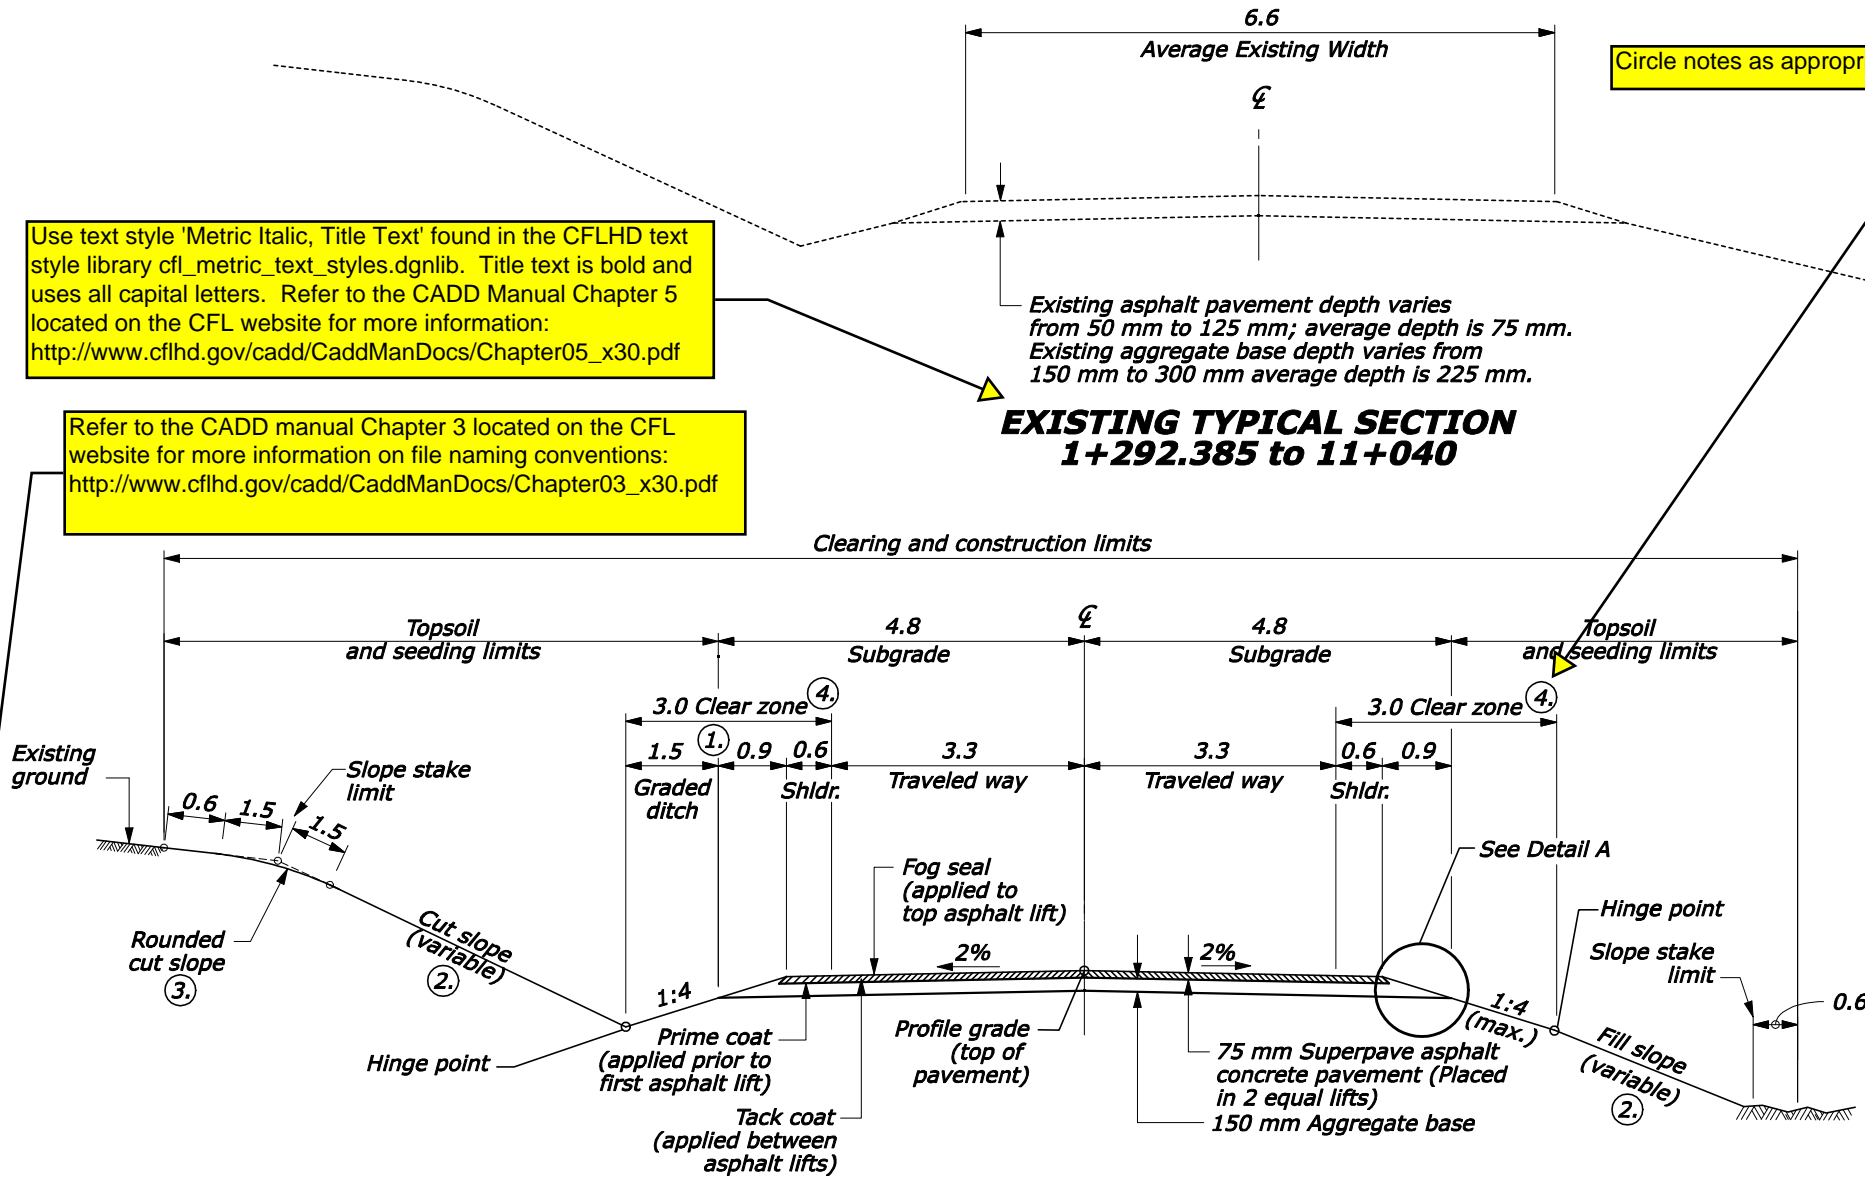 6.6
Average Existing Width
Circle notes as appropr
℄
Use text style 'Metric Italic, Title Text' found in the CFLHD text
style library cfl_metric_text_styles.dgnlib. Title text is bold and
uses all capital letters. Refer to the CADD Manual Chapter 5
located on the CFL website for more information:
http://www.cflhd.gov/cadd/CaddManDocs/Chapter05_x30.pdf
Existing asphalt pavement depth varies
from 50 mm to 125 mm; average depth is 75 mm.
Existing aggregate base depth varies from
150 mm to 300 mm average depth is 225 mm.
EXISTING TYPICAL SECTION
1+292.385 to 11+040
Refer to the CADD manual Chapter 3 located on the CFL
website for more information on file naming conventions:
http://www.cflhd.gov/cadd/CaddManDocs/Chapter03_x30.pdf
Clearing and construction limits
℄
Topsoil
and seeding limits
4.8
Subgrade
4.8
Subgrade
Topsoil
and seeding limits
3.0 Clear zone 4.
3.0 Clear zone 4.
1.
1.5
Graded
ditch
0.9
0.6
Shldr.
3.3
Traveled way
3.3
Traveled way
0.6
Shldr.
0.9
Existing
ground
Slope stake
limit
0.6
1.5
1.5
See Detail A
Fog seal
(applied to
top asphalt lift)
Hinge point
Rounded
cut slope
3.
Cut slope
(variable)
2.
2%
2%
Slope stake
limit
0.6
1:4
1:4
(max.)
Hinge point
Prime coat
(applied prior to
first asphalt lift)
Profile grade
(top of
pavement)
75 mm Superpave asphalt
concrete pavement (Placed
in 2 equal lifts)
150 mm Aggregate base
Fill slope
(variable)
2.
Tack coat
(applied between
asphalt lifts)